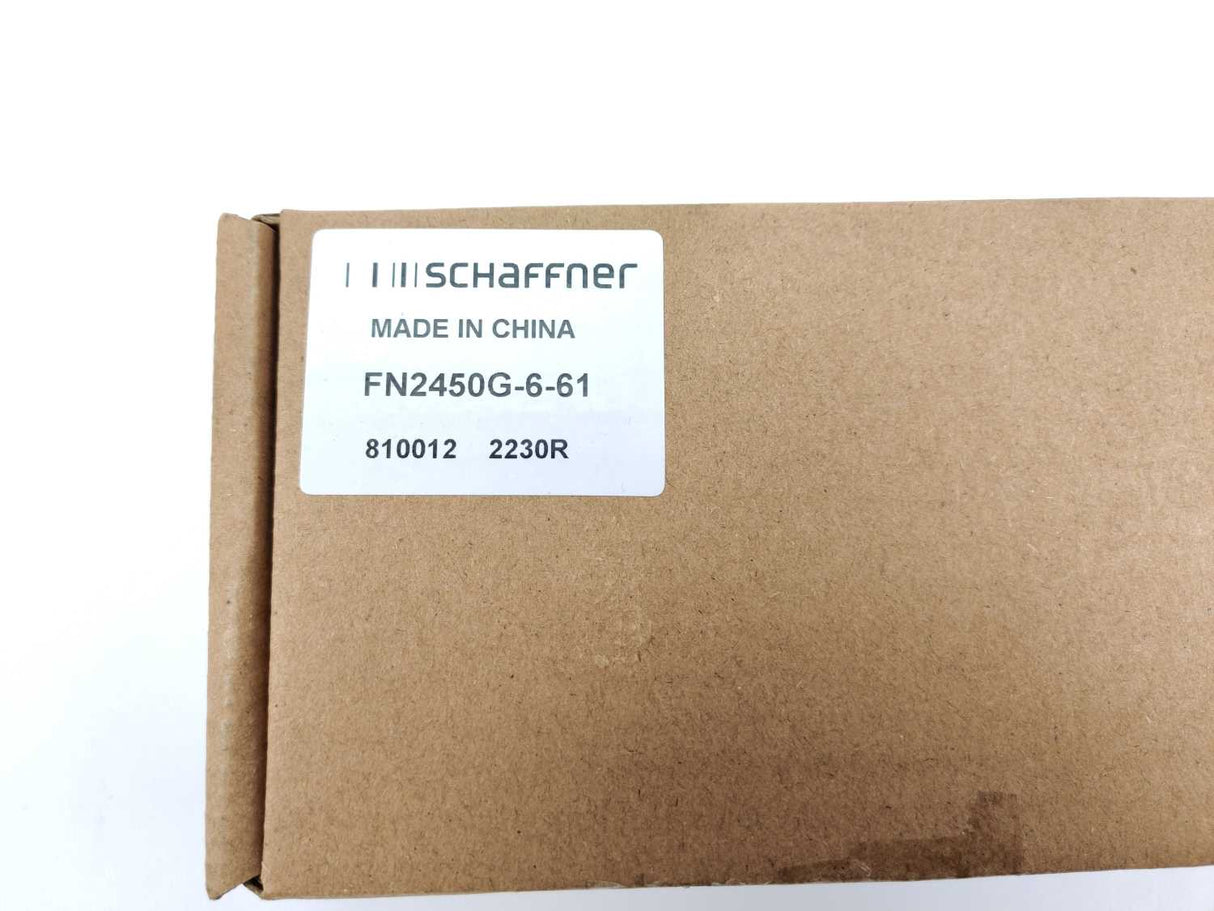 SCHAFFNER
MADE IN CHINA
FN2450G-6-61
810012 2230R